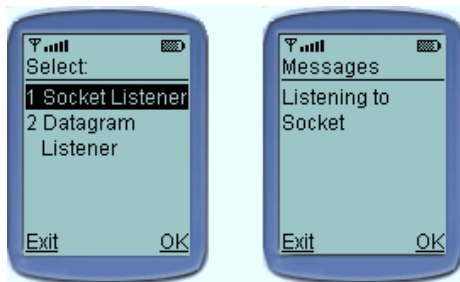 Select:
1 Socket Listener
2 Datagram
Listener
Exit OK
Messages
Listening to
Socket
Exit OK